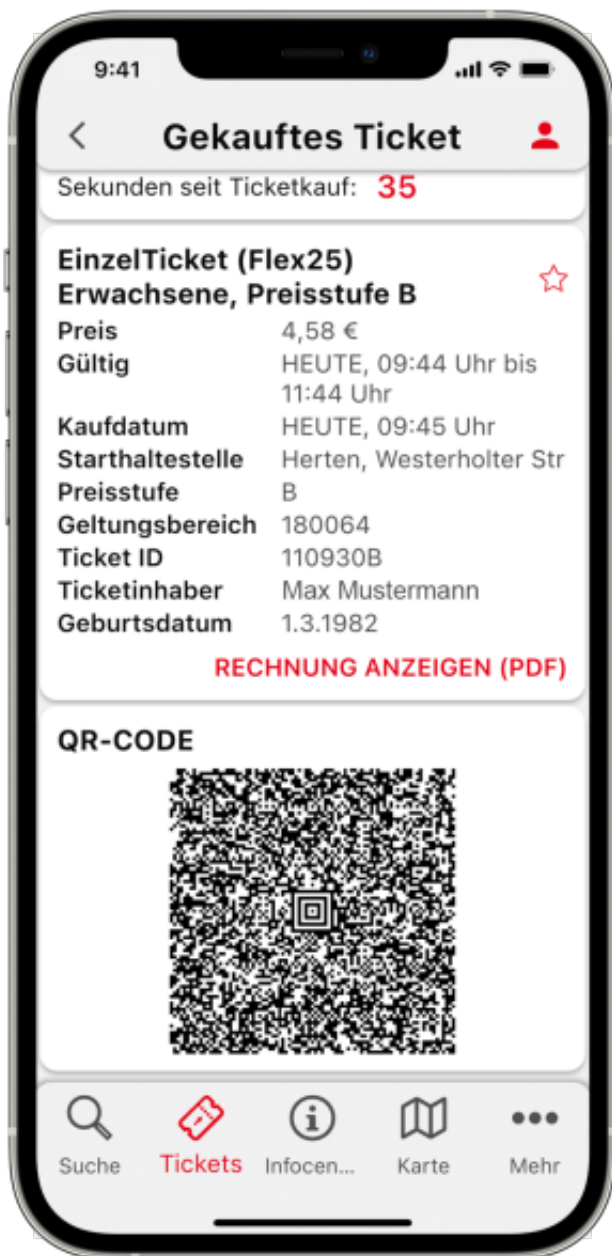 9:41
Gekauftes Ticket
Sekunden seit Ticketkauf: 35
EinzelTicket (Flex25)
Erwachsene, Preisstufe B
Preis 4,58 €
Gültig HEUTE, 09:44 Uhr bis
11:44 Uhr
Kaufdatum HEUTE, 09:45 Uhr
Starthaltestelle Herten, Westerholter Str
Preisstufe B
Geltungsbereich 180064
Ticket ID 110930B
Ticketinhaber Max Mustermann
Geburtsdatum 1.3.1982
RECHNUNG ANZEIGEN (PDF)
QR-CODE
Suche Tickets Infocen... Karte Mehr